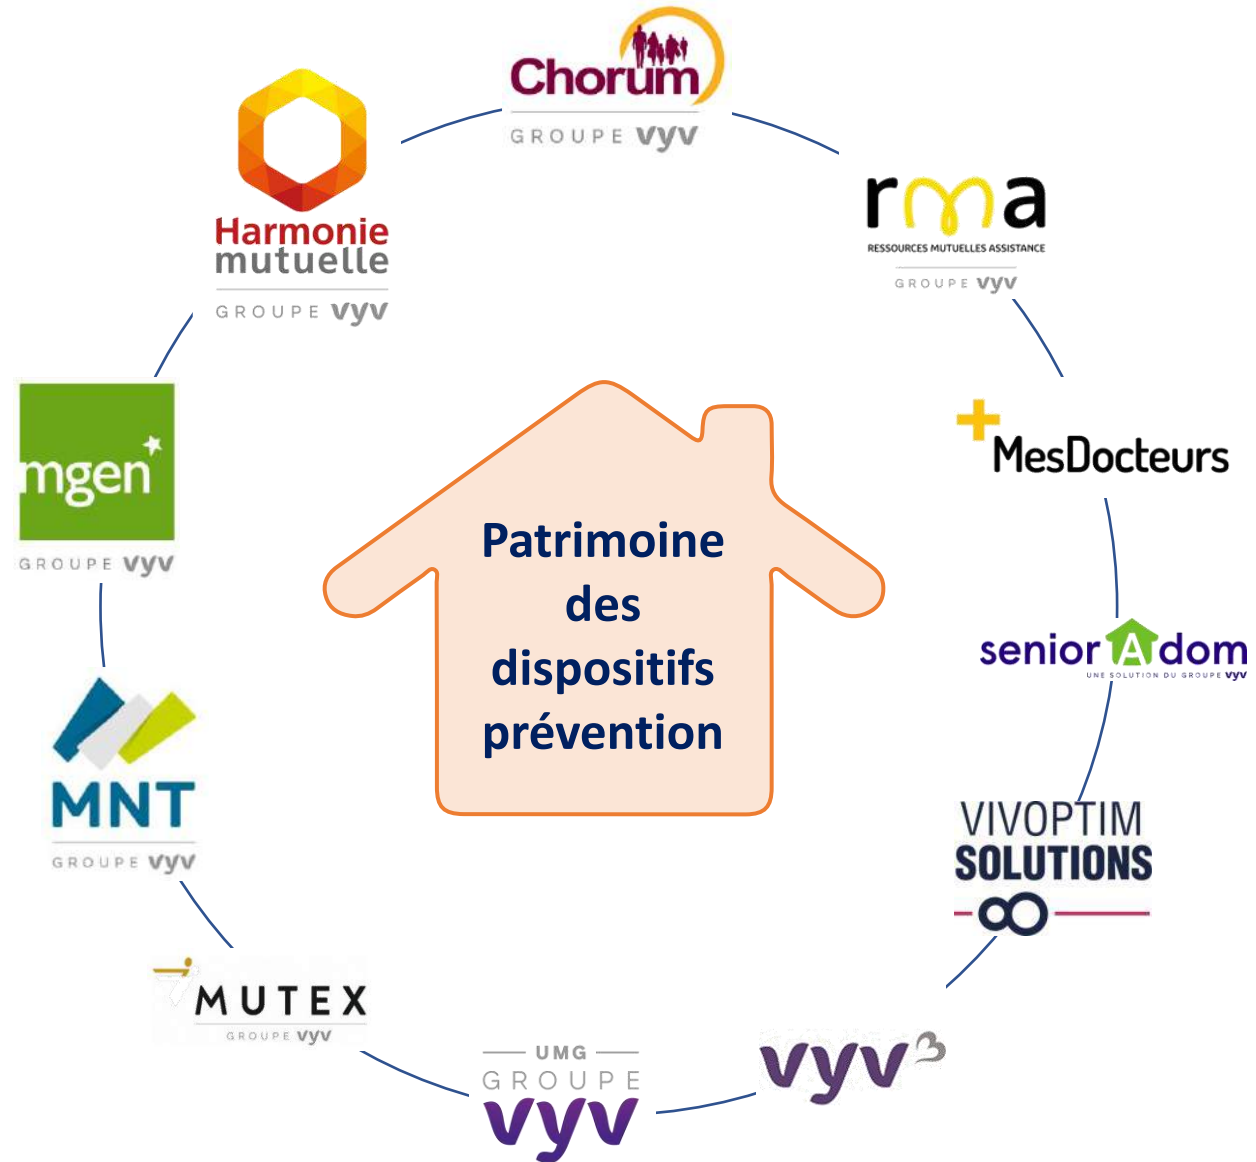 Chorum
GROUPE vyv
Harmonie
mutuelle
GROUPE vyv
rma
RESSOURCES MUTUELLES ASSISTANCE
GROUPE vyv
mgen
GROUPE vyv
MesDocteurs
Patrimoine
des
dispositifs
prévention
senior A dom
UNE SOLUTION DU GROUPE vyv
MNT
GROUPE vyv
VIVOPTIM
SOLUTIONS
MUTEX
GROUPE vyv
UMG
GROUPE
vyv
vyv3